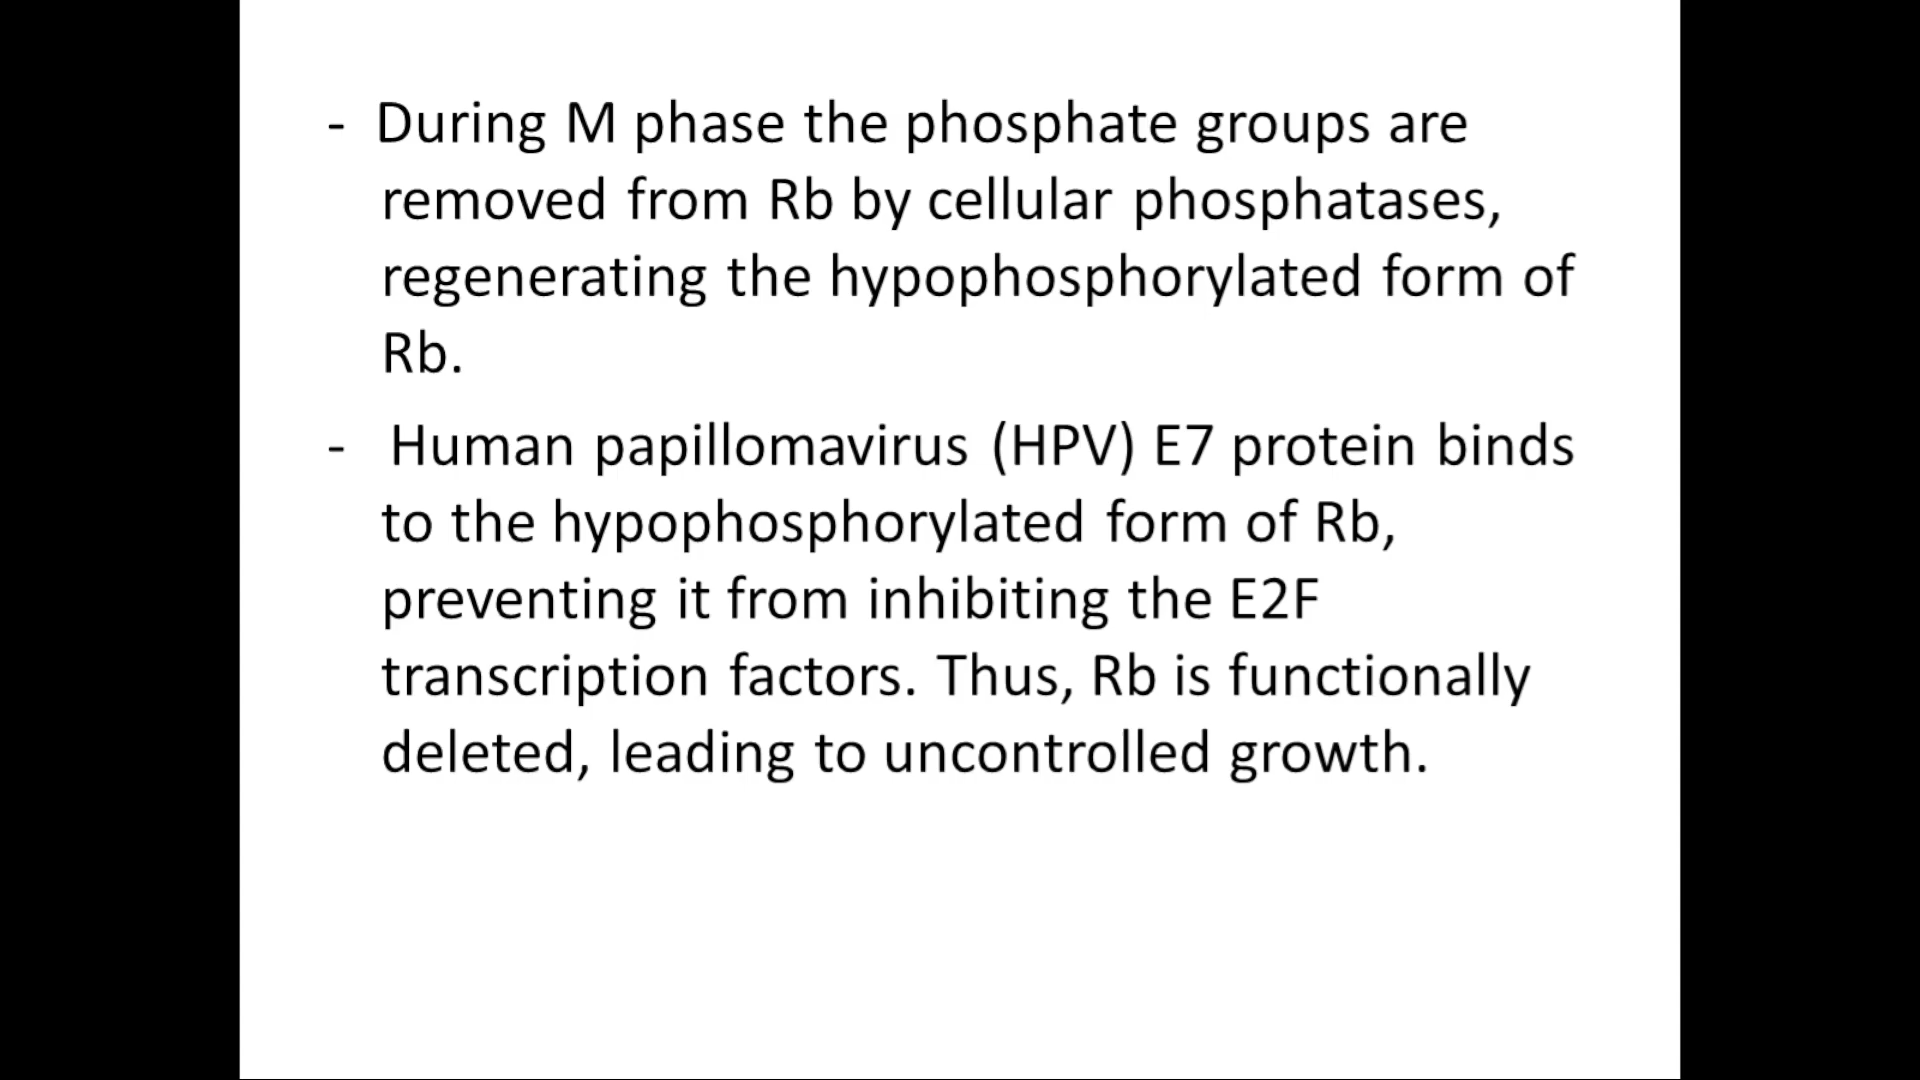 - During M phase the phosphate groups are
removed from Rb by cellular phosphatases,
regenerating the hypophosphorylated form of
Rb.
- Human papillomavirus (HPV) E7 protein binds
to the hypophosphorylated form of Rb,
preventing it from inhibiting the E2F
transcription factors. Thus, Rb is functionally
deleted, leading to uncontrolled growth.